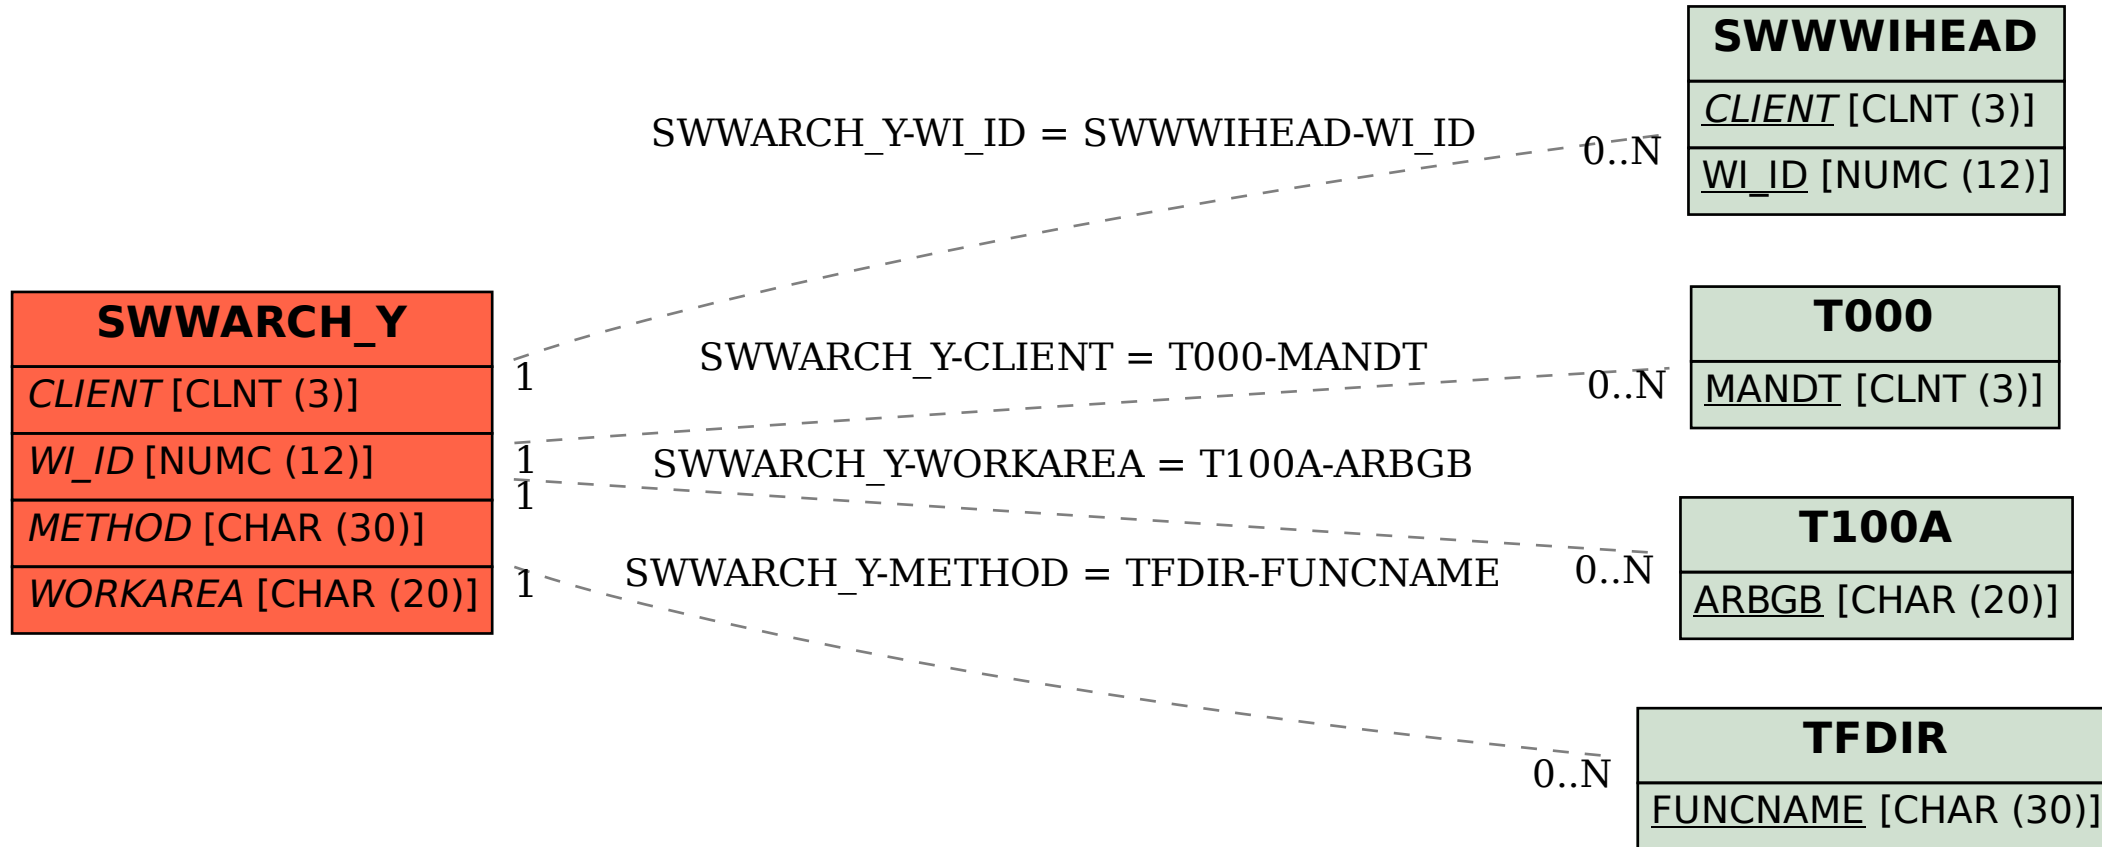 SWWWIHEAD
CLIENT [CLNT (3)]
WI_ID [NUMC (12)]
SWWARCH_Y-WI_ID = SWWWIHEAD-WI_ID
0..N
1
SWWARCH_Y
CLIENT [CLNT (3)]
WI_ID [NUMC (12)]
METHOD [CHAR (30)]
WORKAREA [CHAR (20)]
T000
MANDT [CLNT (3)]
SWWARCH_Y-CLIENT = T000-MANDT
0..N
1
SWWARCH_Y-WORKAREA = T100A-ARBGB
1
0..N
T100A
ARBGB [CHAR (20)]
SWWARCH_Y-METHOD = TFDIR-FUNCNAME
1
0..N
TFDIR
FUNCNAME [CHAR (30)]